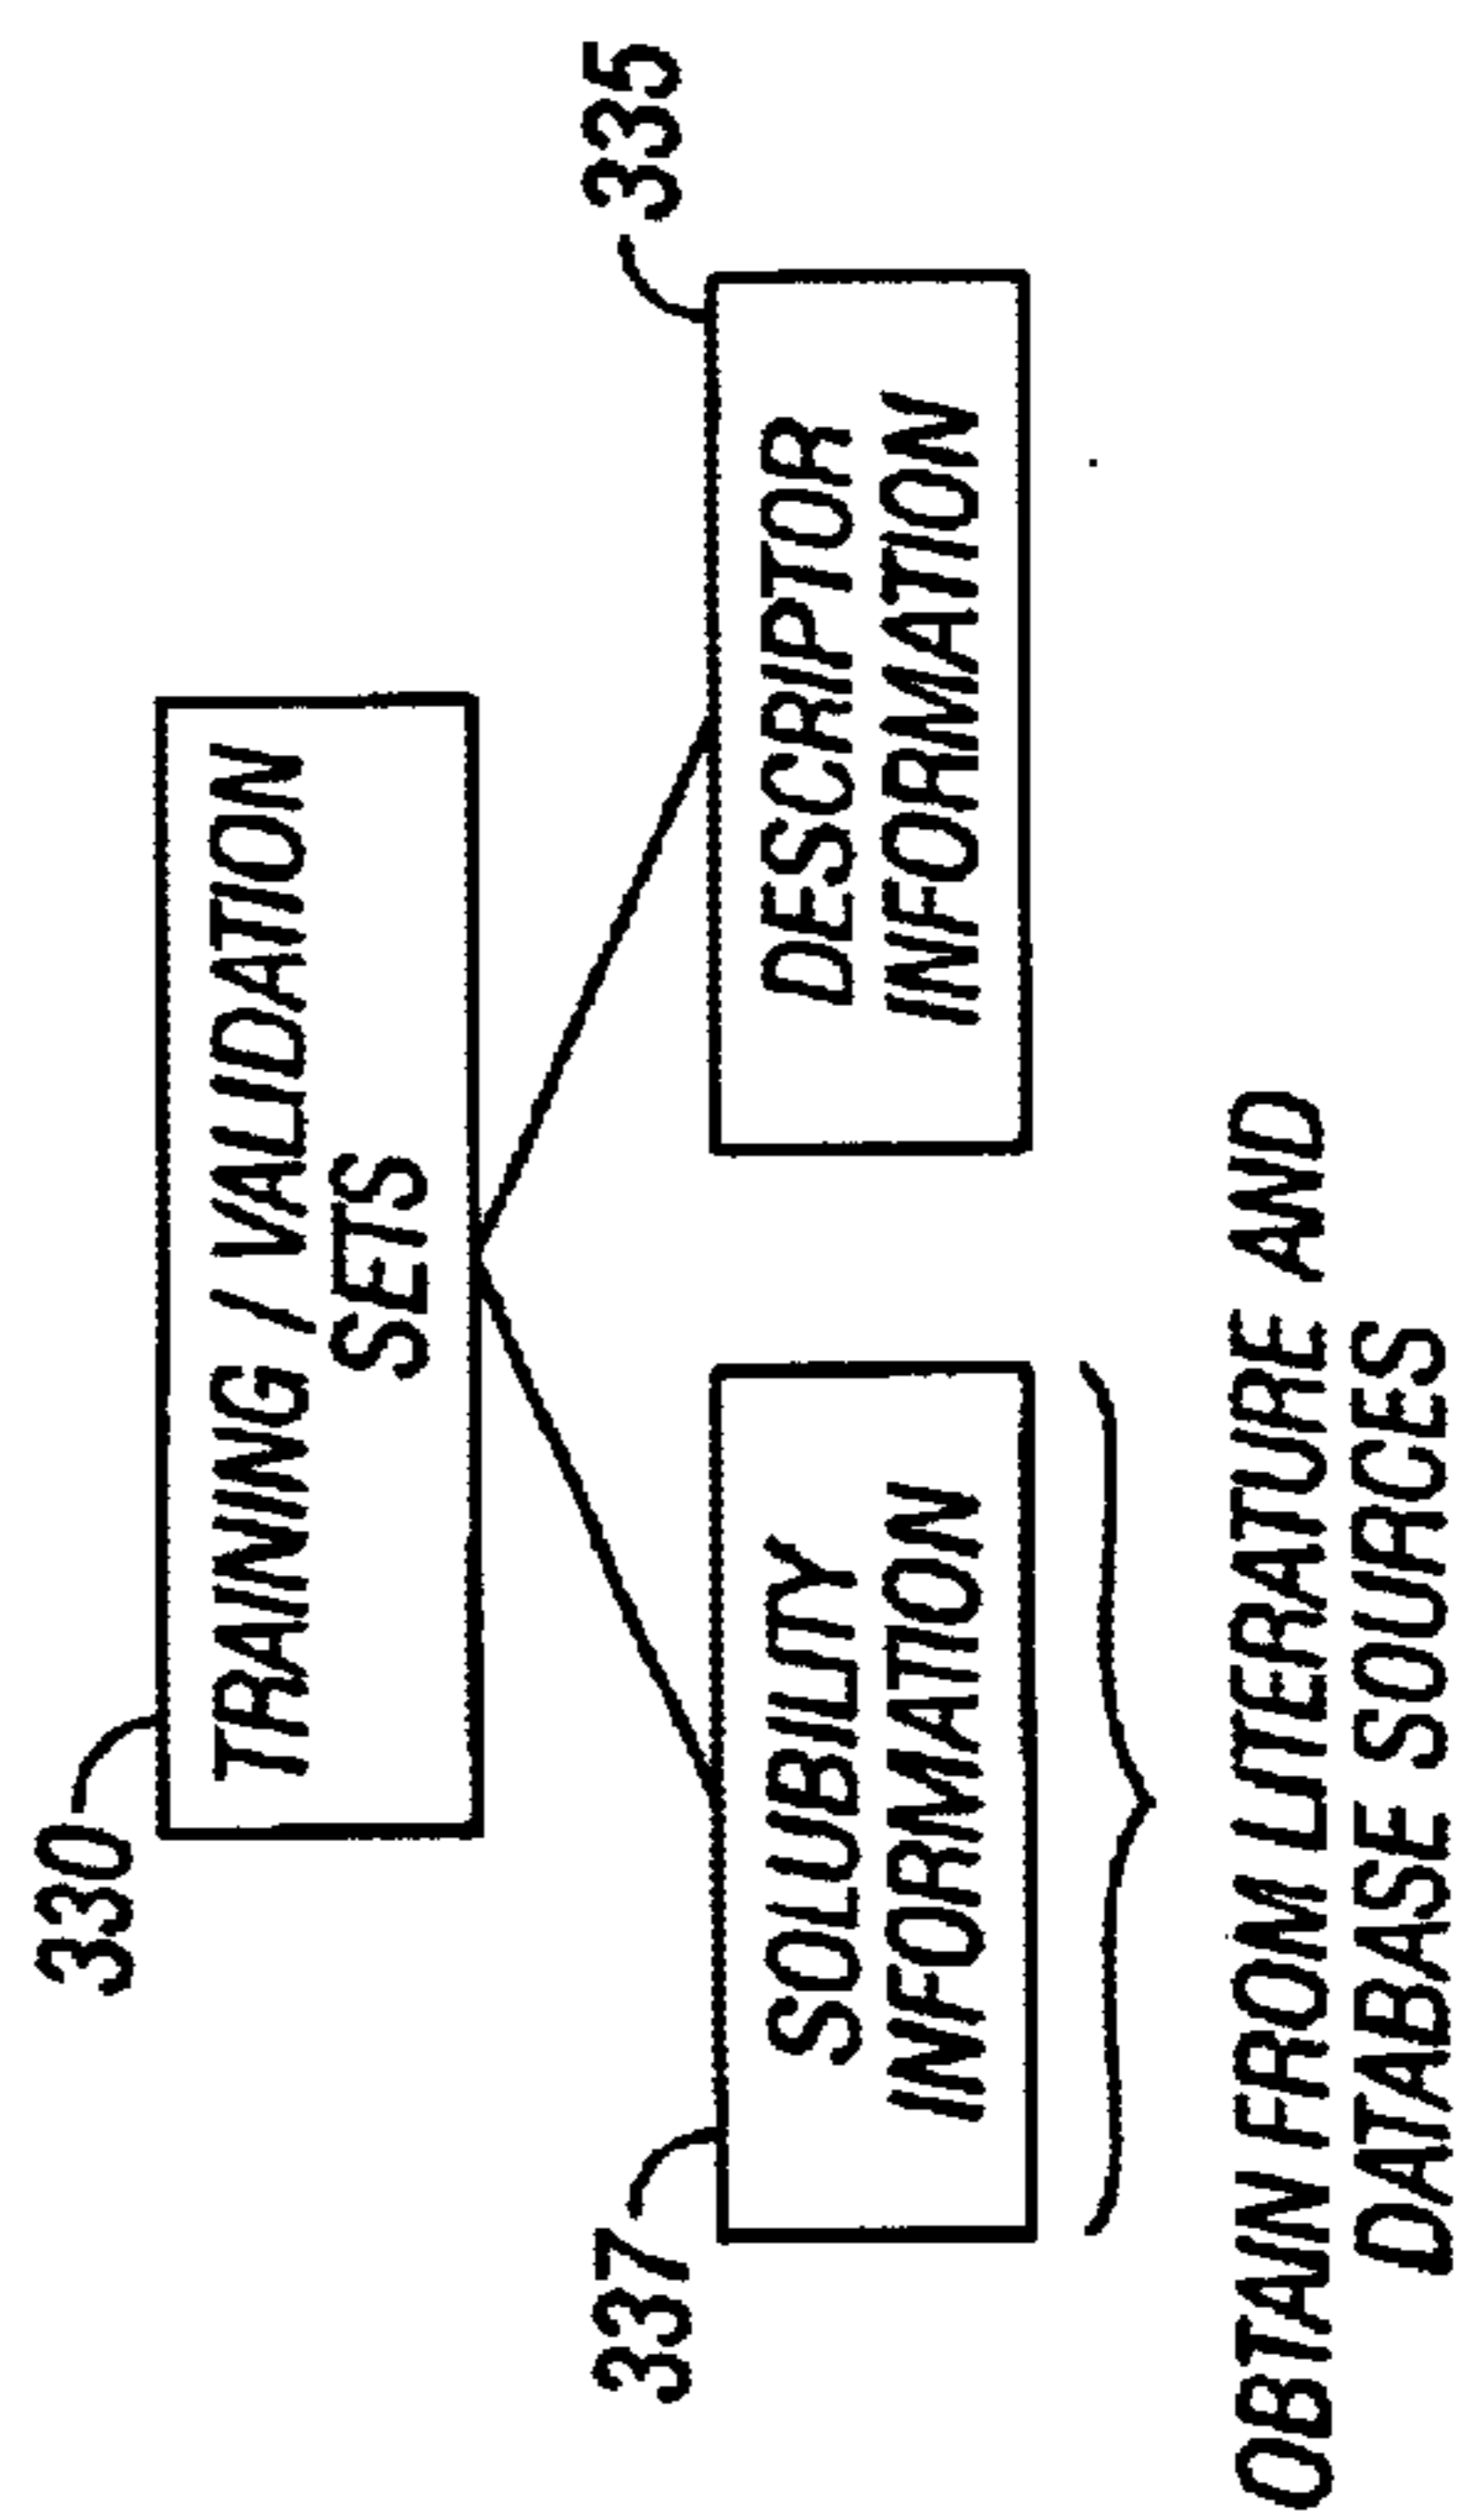 330
TRAINING / VALIDATION
SETS
337
SOLUBILITY
INFORMATION
335
DESCRIPTOR
INFORMATION
OBTAIN FROM LITERATURE AND
DATABASE SOURCES